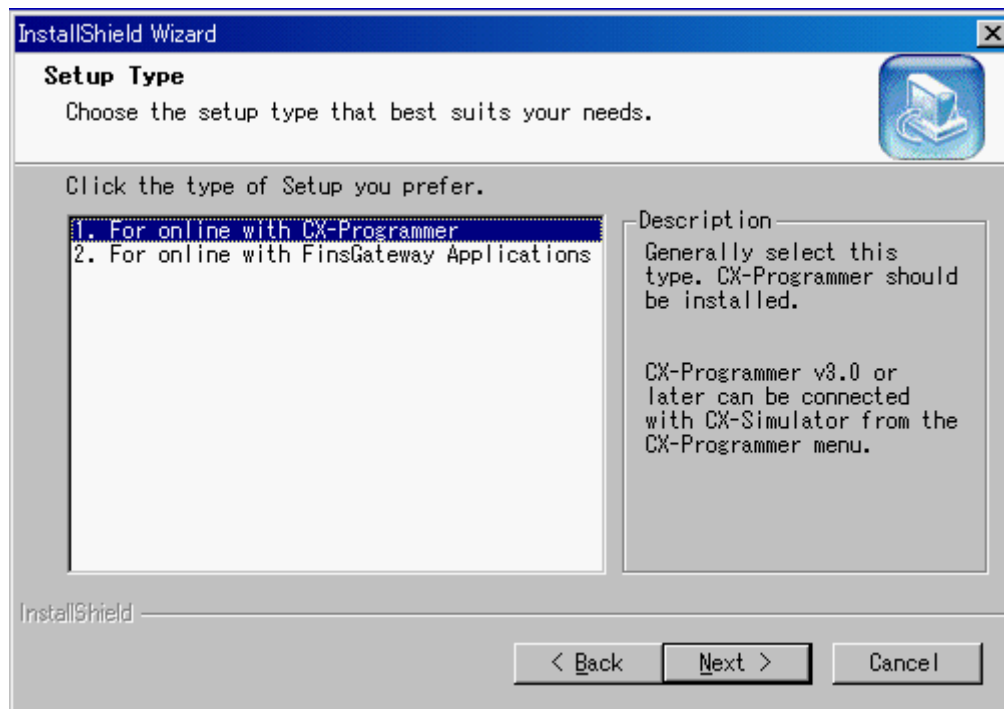 InstallShield Wizard
Setup Type
Choose the setup type that best suits your needs.
Click the type of Setup you prefer.
1. For online with CX-Programmer
2. For online with FinsGateway Applications
Description
Generally select this
type. CX-Programmer should
be installed.
CX-Programmer v3.0 or
later can be connected
with CX-Simulator from the
CX-Programmer menu.
InstallShield
< Back
Next >
Cancel